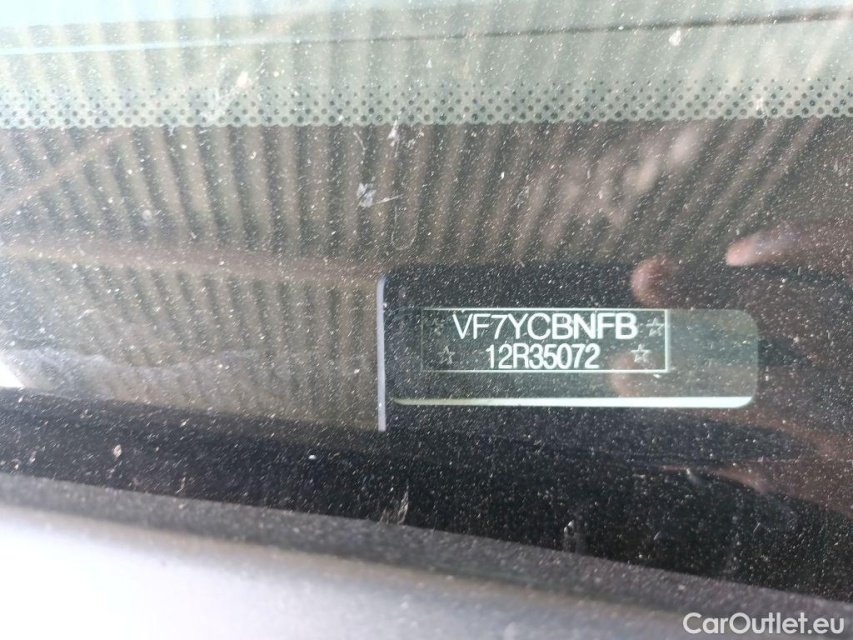 ☆ VF7YCBNFB ☆
☆ 12R35072 ☆
CarOutlet.eu